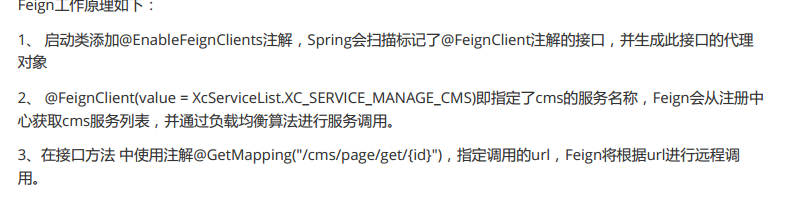 Feign工作原理如下：
1、 启动类添加@EnableFeignClients注解，Spring会扫描标记了@FeignClient注解的接口，并生成此接口的代理
对象
2、 @FeignClient(value = XcServiceList.XC_SERVICE_MANAGE_CMS)即指定了cms的服务名称，Feign会从注册中
心获取cms服务列表，并通过负载均衡算法进行服务调用。
3、在接口方法 中使用注解@GetMapping("/cms/page/get/{id}")，指定调用的url，Feign将根据url进行远程调
用。